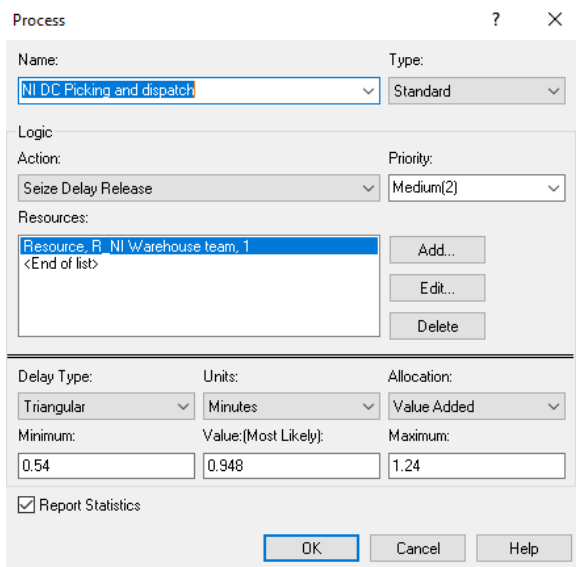 Process ? ×
Name: Type:
NI DC Picking and dispatch Standard
Logic
Action: Priority:
Seize Delay Release Medium(2)
Resources:
Resource, R_NI Warehouse team, 1 Add...
<End of list>
Edit...
Delete
Delay Type: Units: Allocation:
Triangular Minutes Value Added
Minimum: Value:(Most Likely): Maximum:
0.54 0.948 1.24
Report Statistics
OK Cancel Help